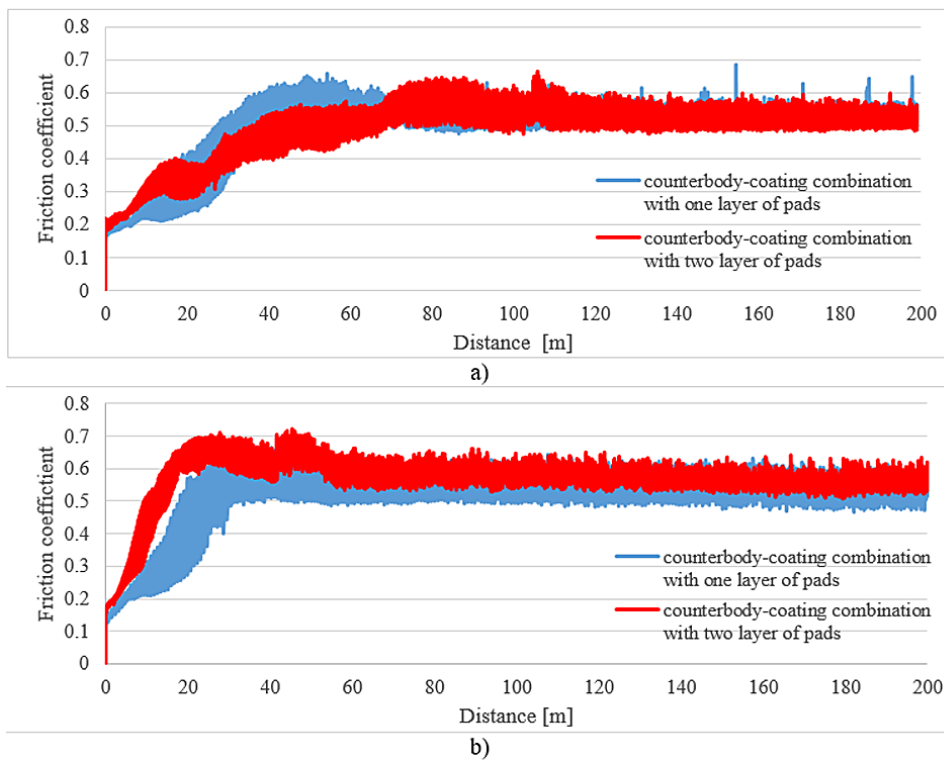 0.8
0.7
0.6
0.5
0.4
0.3
0.2
0.1
0
Friction coefficient
counterbody-coating combination
with one layer of pads
counterbody-coating combination
with two layer of pads
0 20 40 60 80 100 120 140 160 180 200
Distance [m]
a)
0.8
0.7
0.6
0.5
0.4
0.3
0.2
0.1
0
Friction coefficient
counterbody-coating combination
with one layer of pads
counterbody-coating combination
with two layer of pads
0 20 40 60 80 100 120 140 160 180 200
Distance [m]
b)